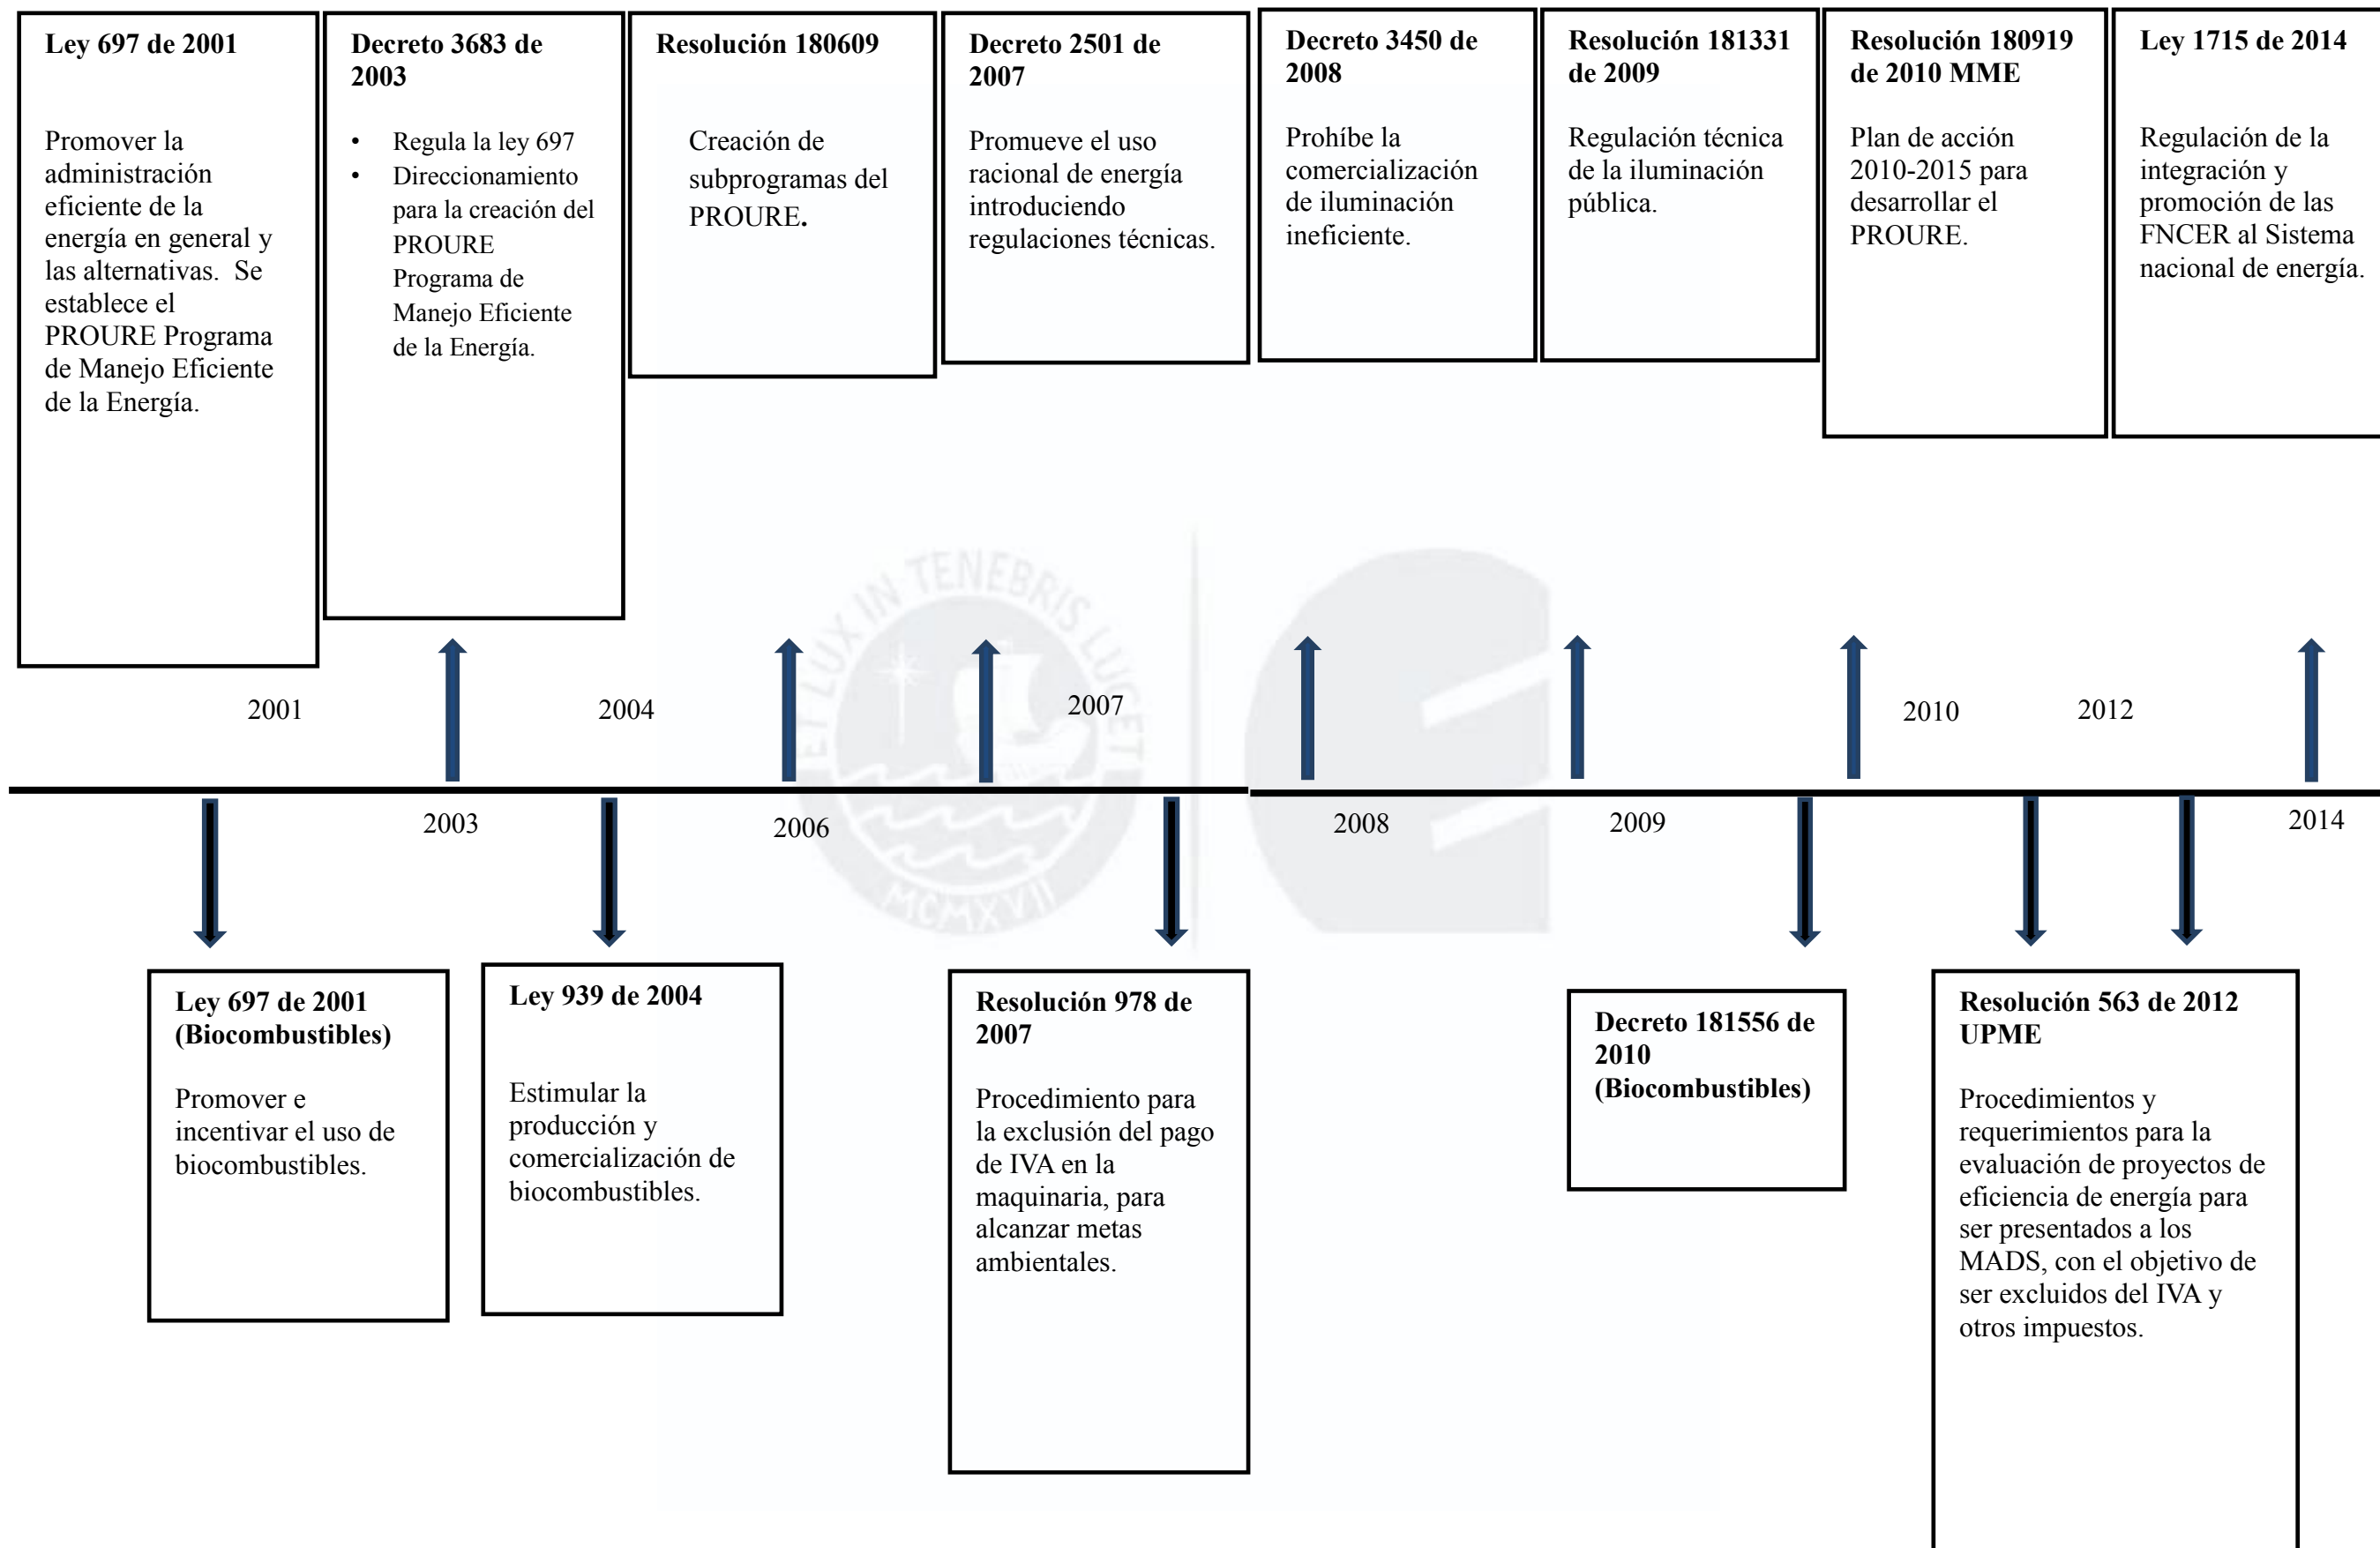 Ley 697 de 2001
Promover la
administración
eficiente de la
energía en general y
las alternativas.  Se
establece el
PROURE Programa
de Manejo Eficiente
de la Energía.
Decreto 3683 de
2003
• Regula la ley 697
• Direccionamiento
para la creación del
PROURE
Programa de
Manejo Eficiente
de la Energía.
Resolución 180609
Creación de
subprogramas del
PROURE.
Decreto 2501 de
2007
Promueve el uso
racional de energía
introduciendo
regulaciones técnicas.
Decreto 3450 de
2008
Prohíbe la
comercialización
de iluminación
ineficiente.
Resolución 181331
de 2009
Regulación técnica
de la iluminación
pública.
Resolución 180919
de 2010 MME
Plan de acción
2010-2015 para
desarrollar el
PROURE.
Ley 1715 de 2014
Regulación de la
integración y
promoción de las
FNCER al Sistema
nacional de energía.
ET LUX IN TENEBRIS LUCET
MCMXVII
2001
2004
2007
2010
2012
2003
2006
2008
2009
2014
Ley 697 de 2001
(Biocombustibles)
Promover e
incentivar el uso de
biocombustibles.
Ley 939 de 2004
Estimular la
producción y
comercialización de
biocombustibles.
Resolución 978 de
2007
Procedimiento para
la exclusión del pago
de IVA en la
maquinaria, para
alcanzar metas
ambientales.
Decreto 181556 de
2010
(Biocombustibles)
Resolución 563 de 2012
UPME
Procedimientos y
requerimientos para la
evaluación de proyectos de
eficiencia de energía para
ser presentados a los
MADS, con el objetivo de
ser excluidos del IVA y
otros impuestos.